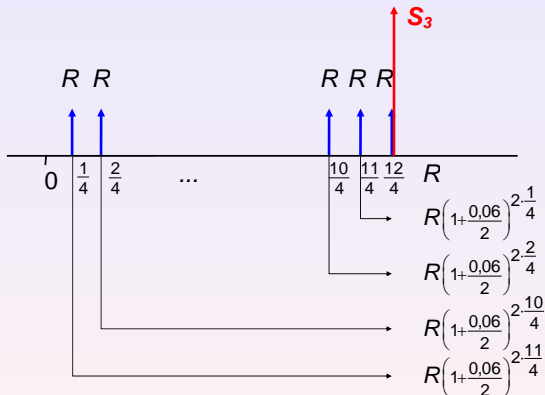 S₃
R R R R R
0 1/4 2/4 ... 10/4 11/4 12/4 R
R(1+0,06/2)^(2·1/4)
R(1+0,06/2)^(2·2/4)
R(1+0,06/2)^(2·10/4)
R(1+0,06/2)^(2·11/4)